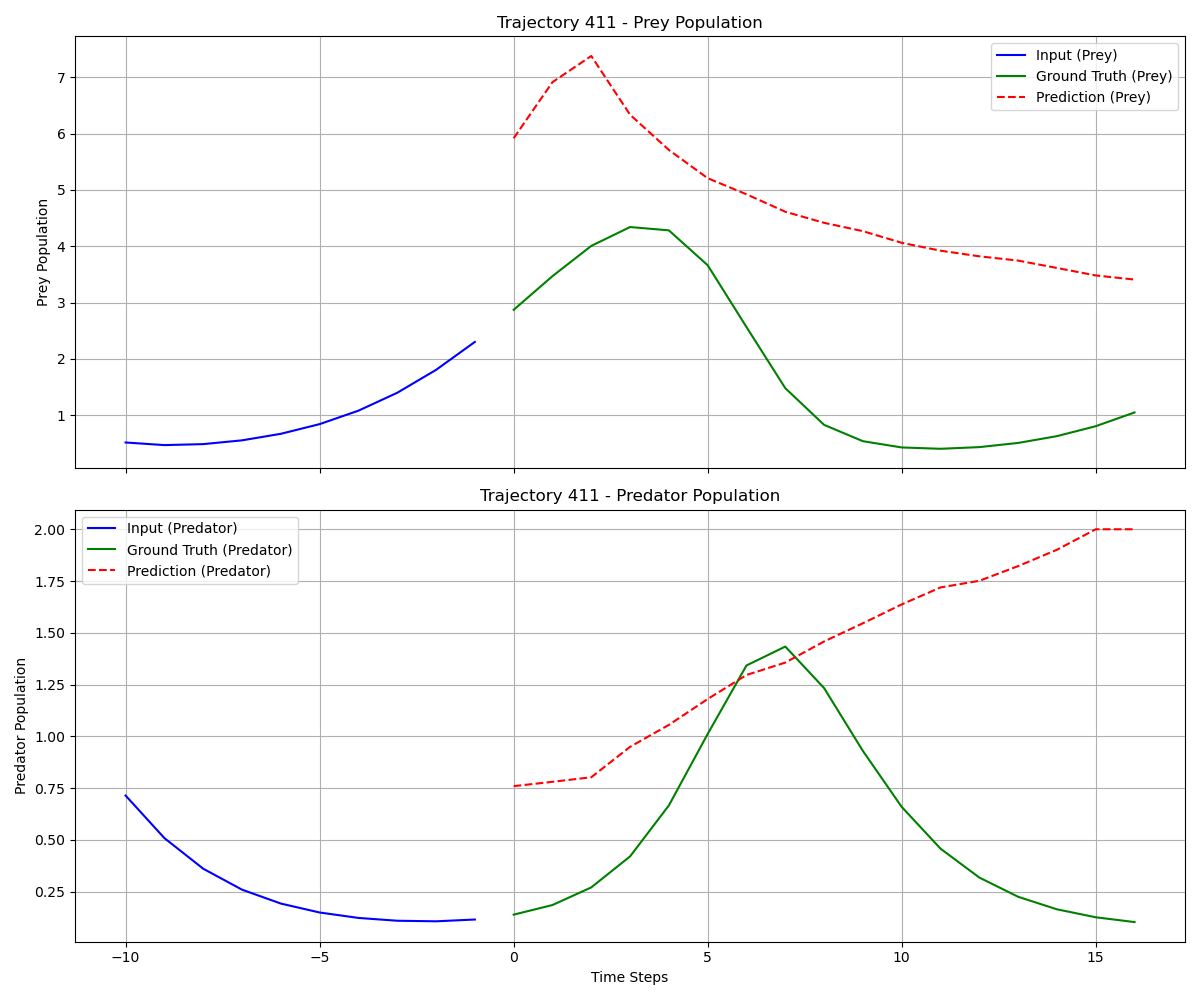 Trajectory 411 - Prey Population
Prey Population
7
6
5
4
3
2
1
Input (Prey)
Ground Truth (Prey)
Prediction (Prey)
Trajectory 411 - Predator Population
Predator Population
2.00
1.75
1.50
1.25
1.00
0.75
0.50
0.25
Input (Predator)
Ground Truth (Predator)
Prediction (Predator)
−10 −5 0 5 10 15
Time Steps